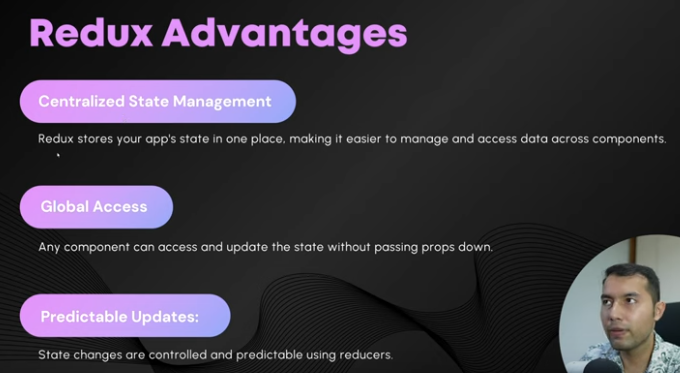 Redux Advantages
Centralized State Management
Redux stores your app's state in one place, making it easier to manage and access data across components.
Global Access
Any component can access and update the state without passing props down.
Predictable Updates:
State changes are controlled and predictable using reducers.